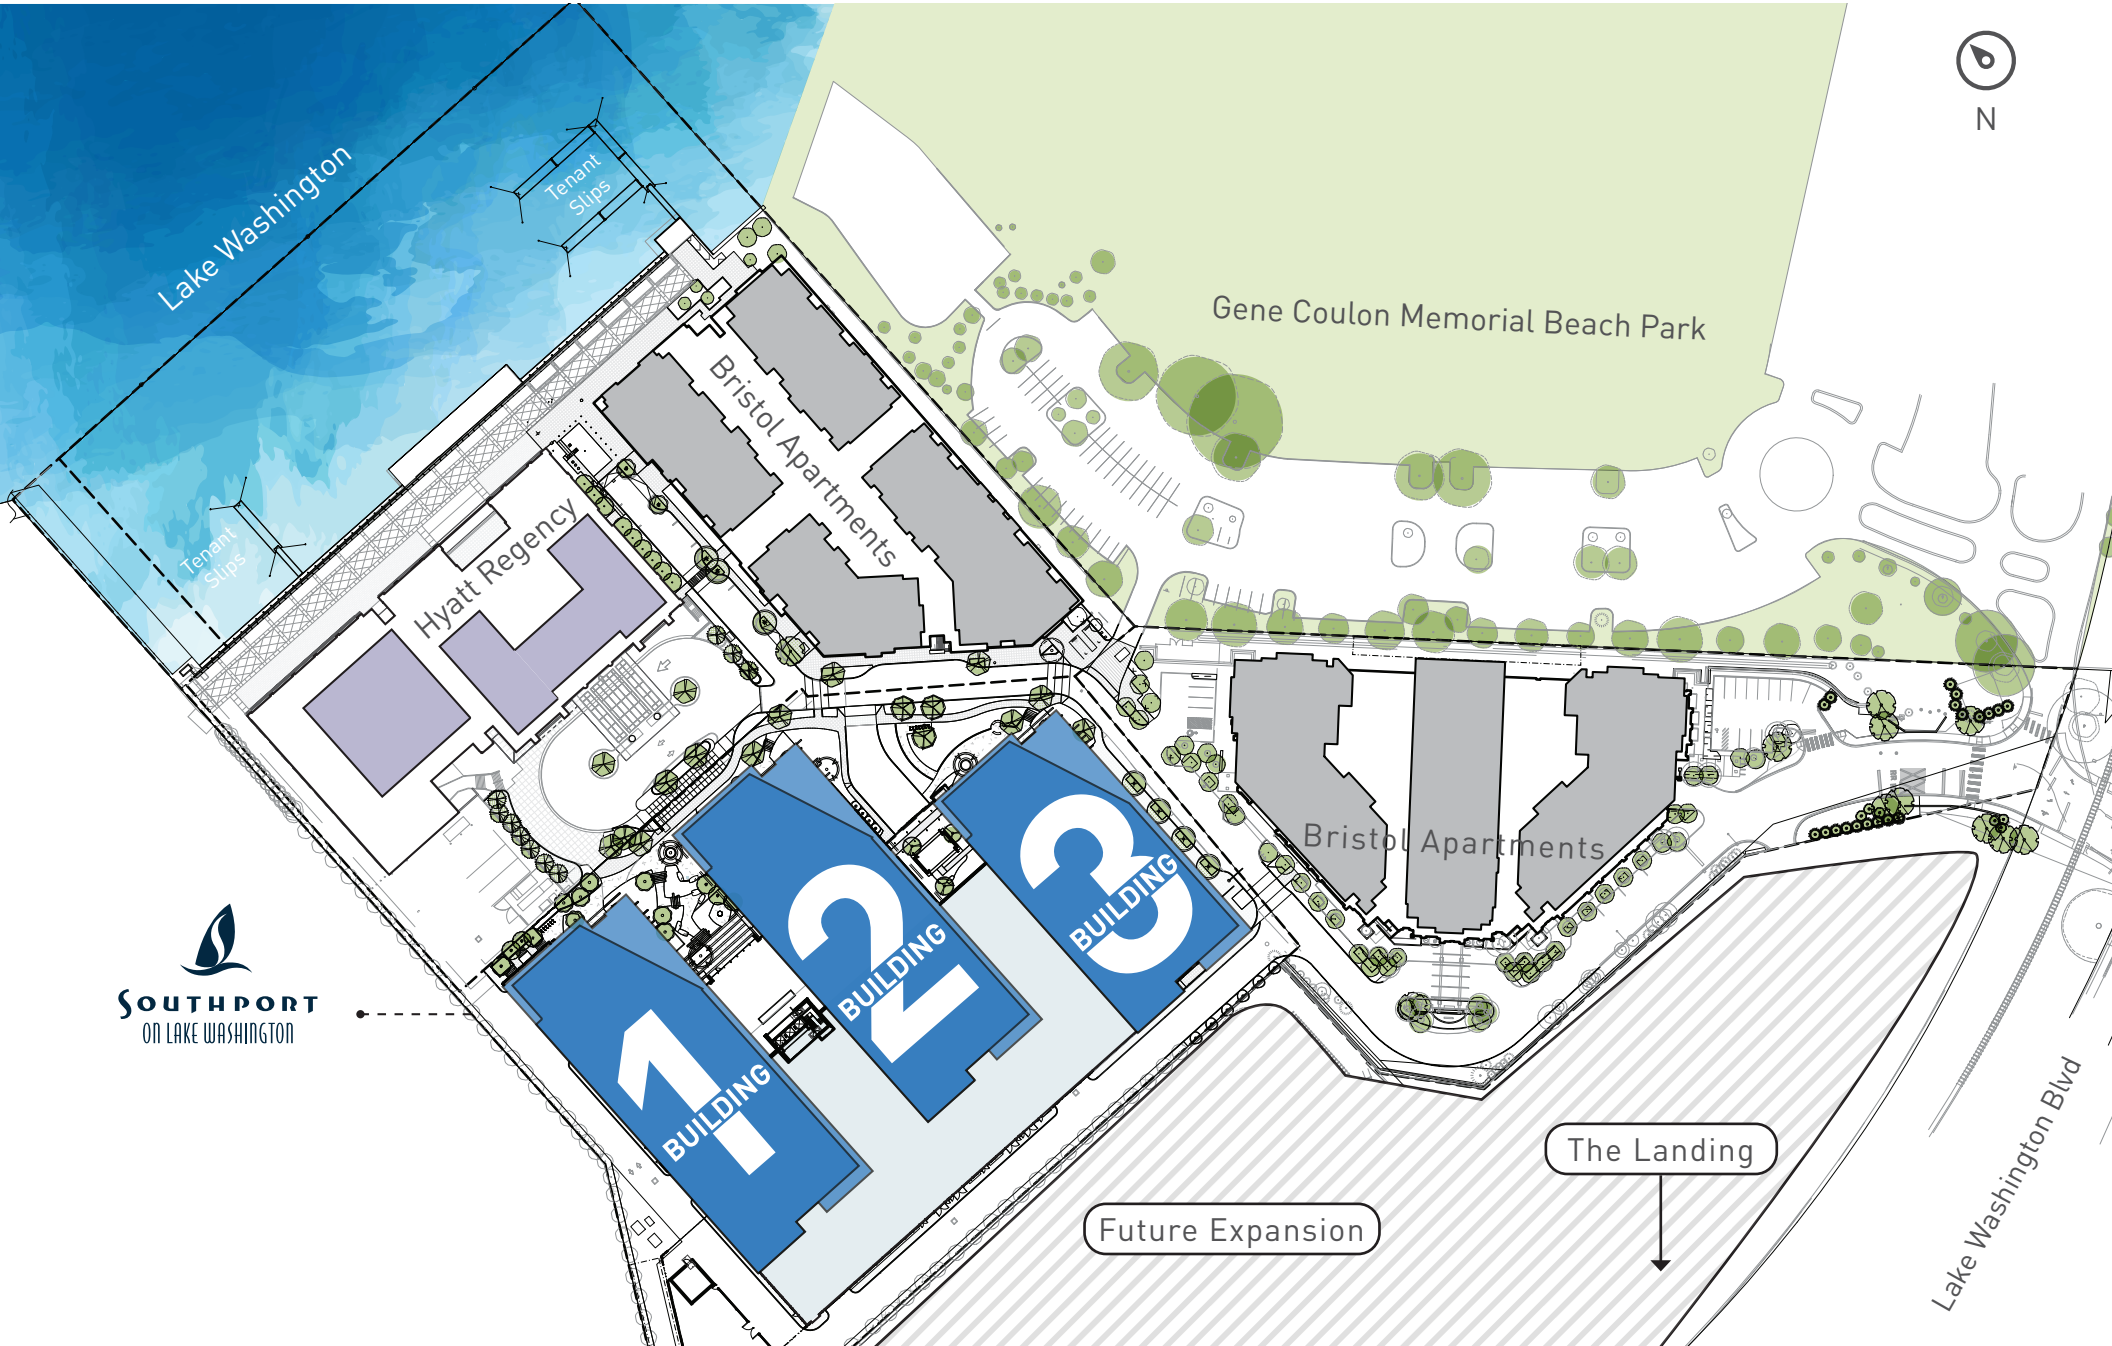 N
Lake Washington
Tenant
Slips
Gene Coulon Memorial Beach Park
Bristol Apartments
Hyatt Regency
Tenant
Slips
Bristol Apartments
3
BUILDING
2
BUILDING
1
BUILDING
SOUTHPORT
ON LAKE WASHINGTON
The Landing
Future Expansion
Lake Washington Blvd